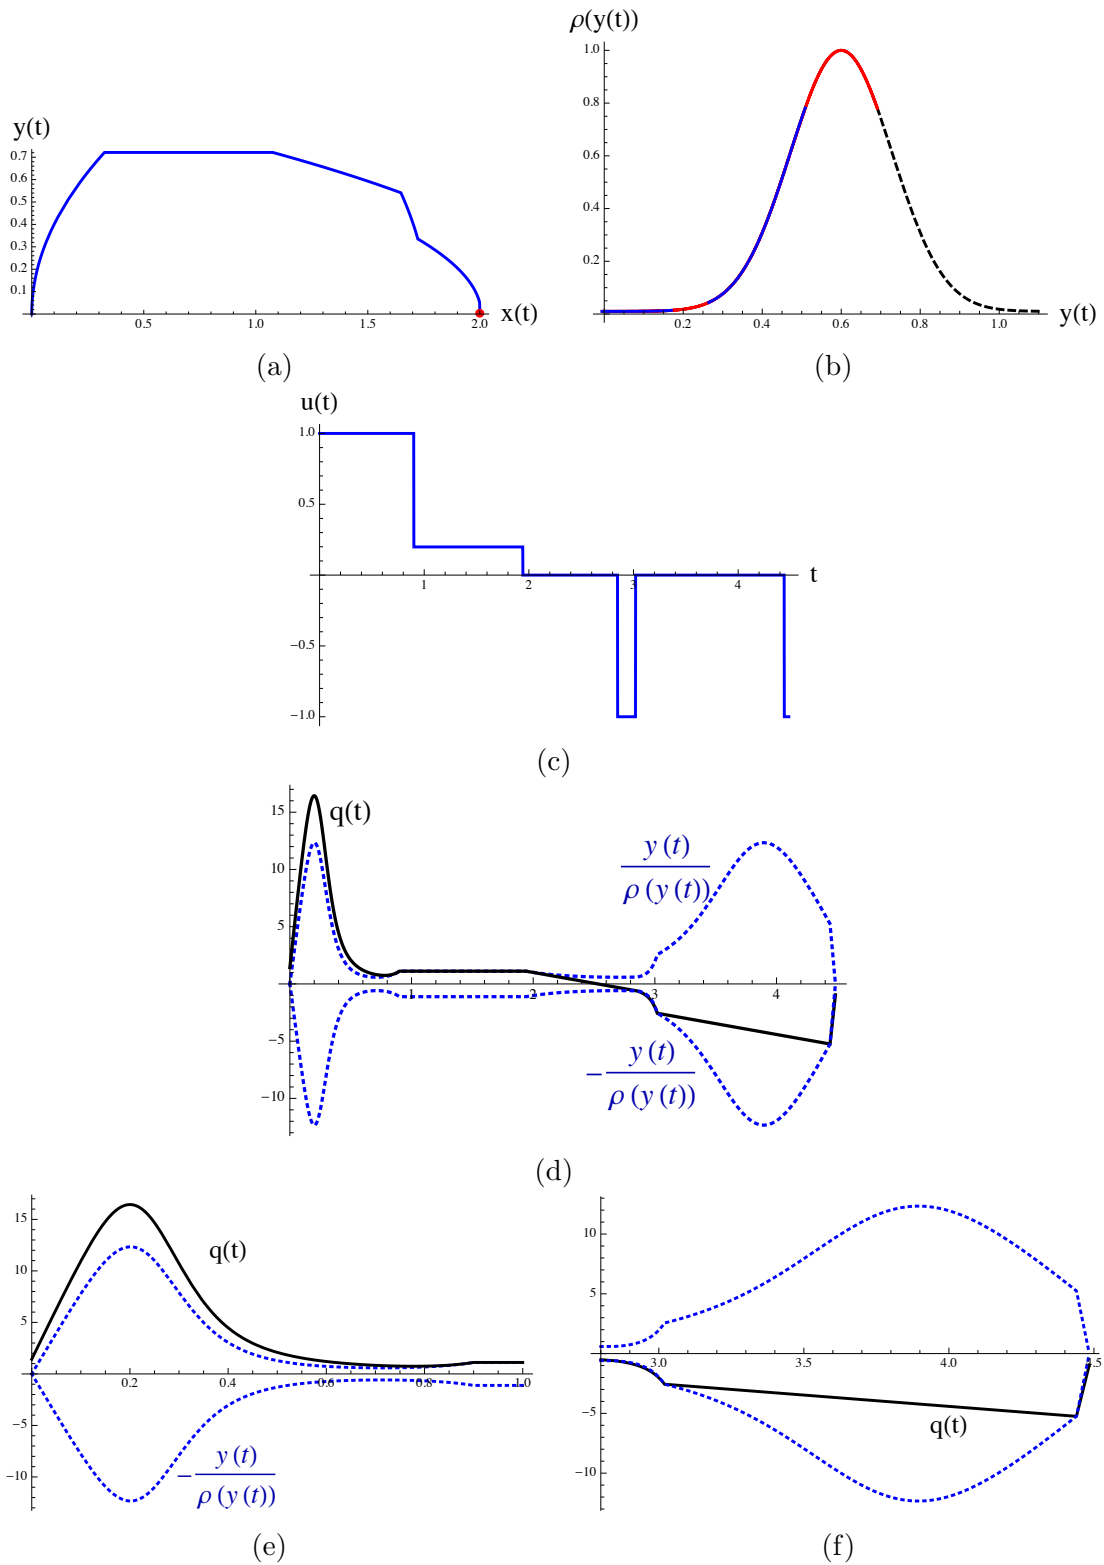 y(t)
0.7
0.6
0.5
0.4
0.3
0.2
0.1
0.5
1.0
1.5
2.0
x(t)
(a)
ρ(y(t))
1.0
0.8
0.6
0.4
0.2
0.2
0.4
0.6
0.8
1.0
y(t)
(b)
u(t)
1.0
0.5
−0.5
−1.0
1
2
3
4
t
(c)
15
10
5
−5
−10
q(t)
1
2
3
4
y (t)
ρ (y (t))
− y (t)
ρ (y (t))
(d)
15
10
5
−5
−10
q(t)
0.2
0.4
0.6
0.8
1.0
− y (t)
ρ (y (t))
(e)
10
5
−5
−10
3.0
3.5
4.0
4.5
q(t)
(f)